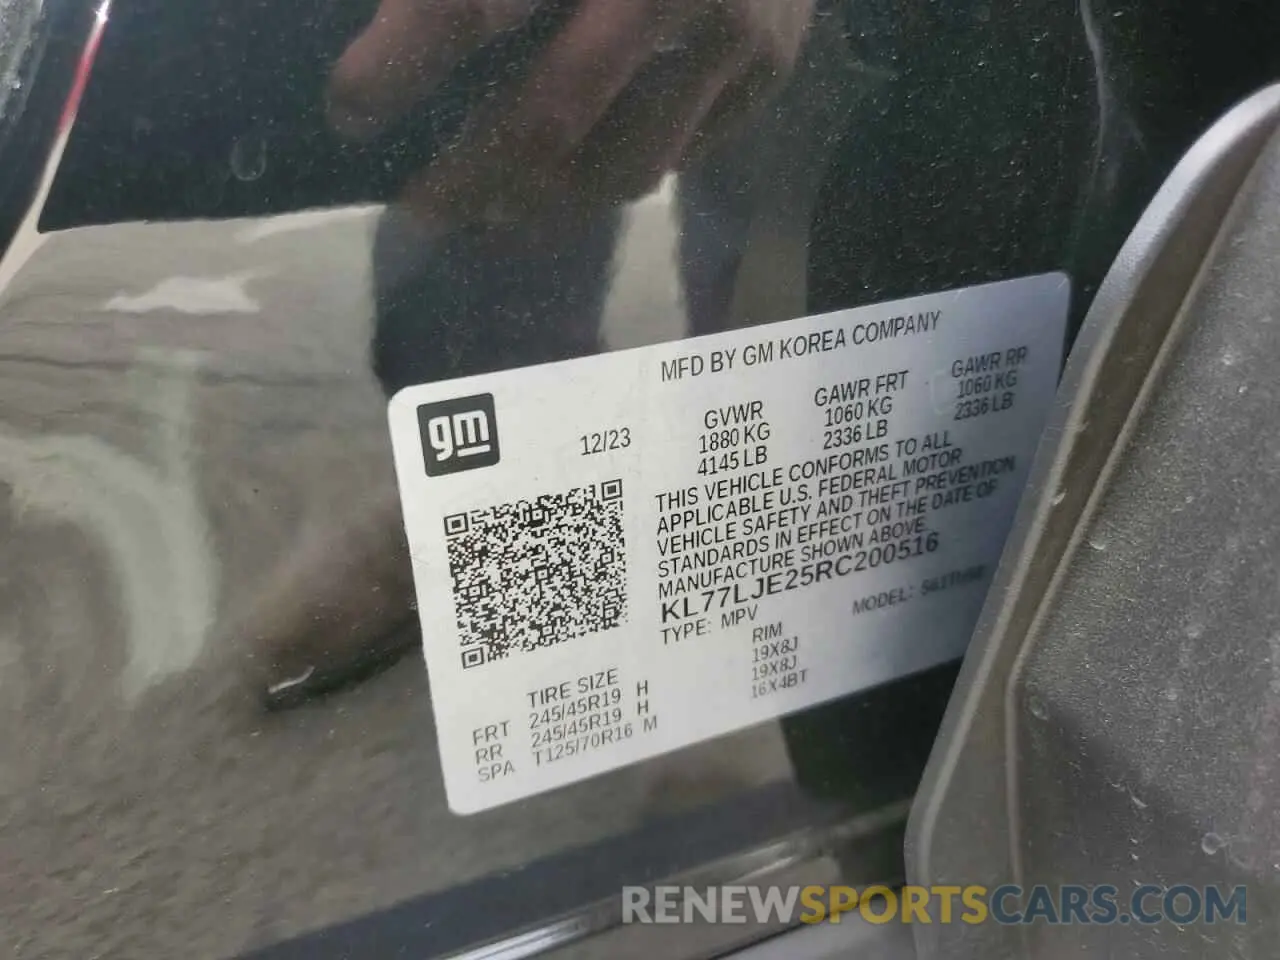 MFD BY GM KOREA COMPANY
gm
12/23
GVWR GAWR FRT GAWR RR
1880 KG 1060 KG 1060 KG
4145 LB 2336 LB 2336 LB
THIS VEHICLE CONFORMS TO ALL
APPLICABLE U.S. FEDERAL MOTOR
VEHICLE SAFETY AND THEFT PREVENTION
STANDARDS IN EFFECT ON THE DATE OF
MANUFACTURE SHOWN ABOVE.
KL77LJE25RC200516
TYPE: MPV MODEL:
TIRE SIZE RIM
FRT 245/45R19 H 19X8J
RR 245/45R19 H 19X8J
SPA T125/70R16 M 16X4BT
RENEWSPORTSCARS.COM